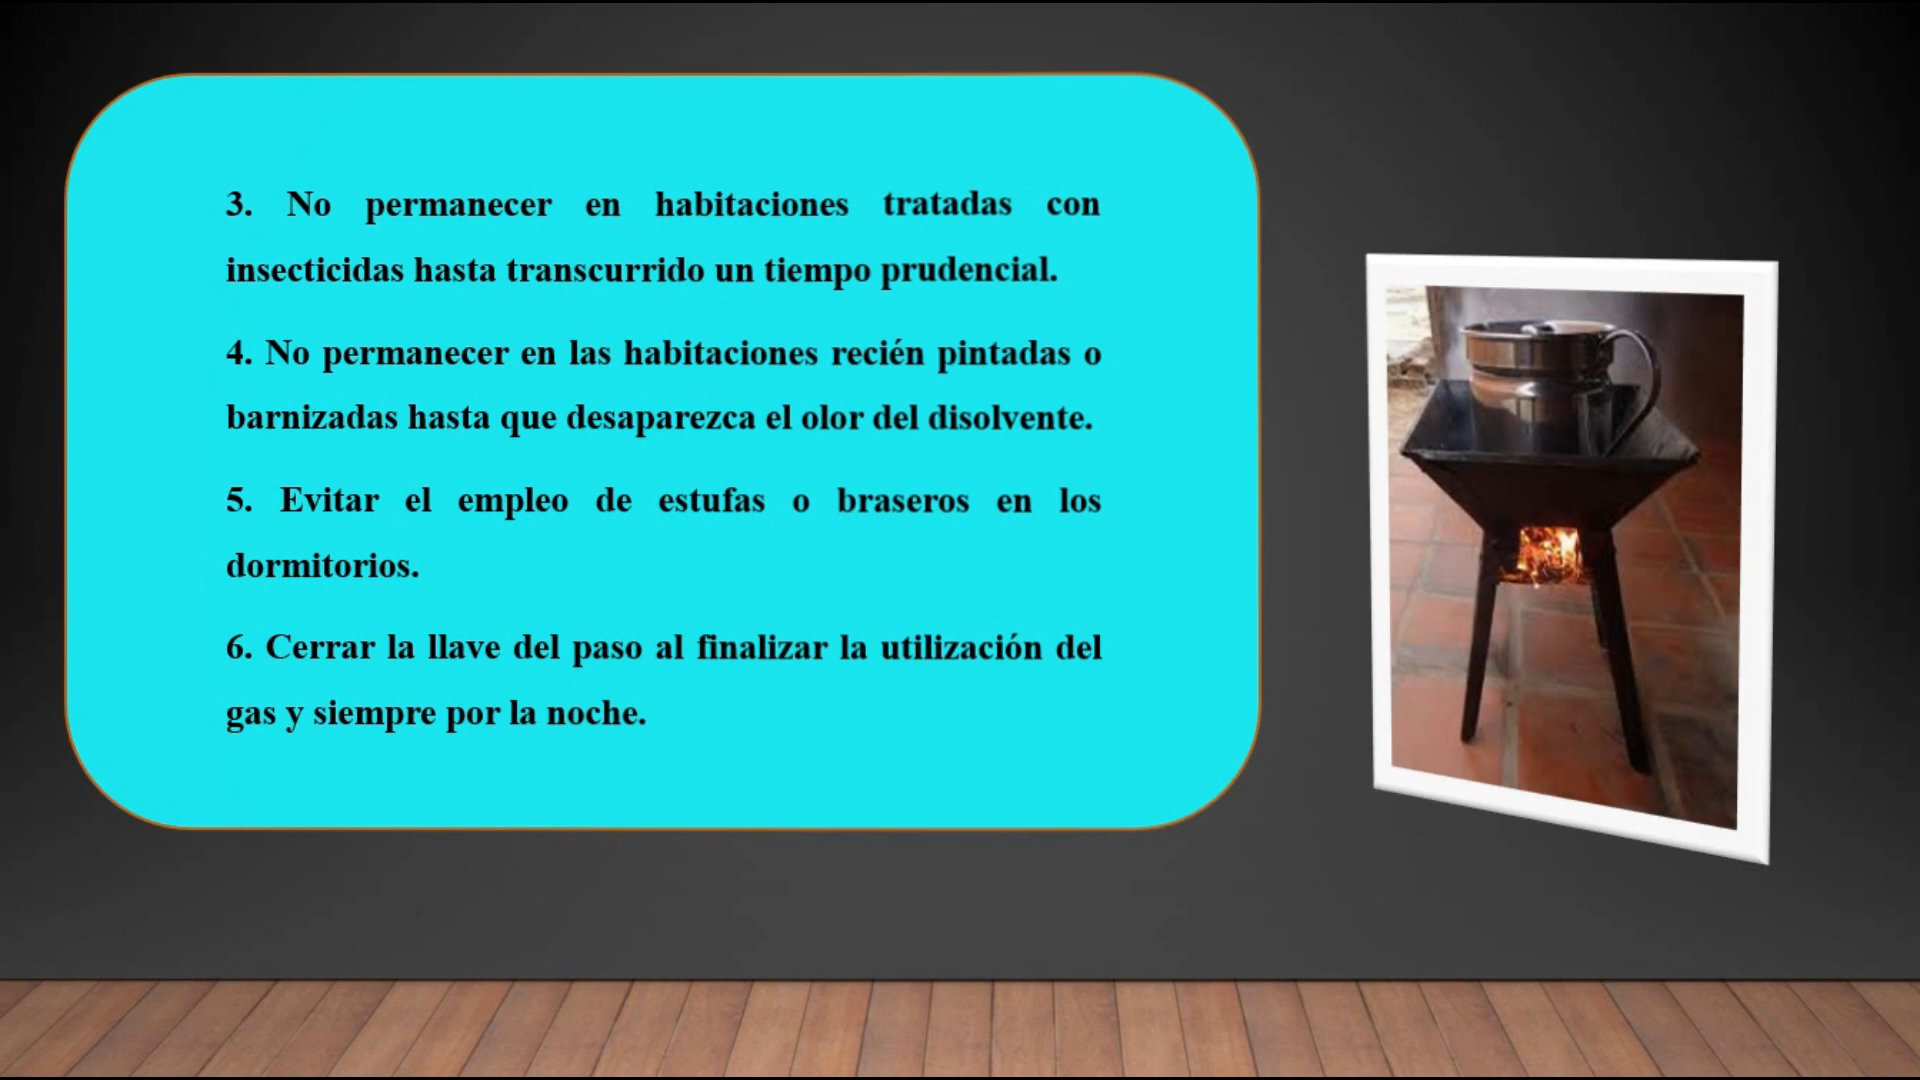 3. No permanecer en habitaciones tratadas con
insecticidas hasta transcurrido un tiempo prudencial.
4. No permanecer en las habitaciones recién pintadas o
barnizadas hasta que desaparezca el olor del disolvente.
5. Evitar el empleo de estufas o braseros en los
dormitorios.
6. Cerrar la llave del paso al finalizar la utilización del
gas y siempre por la noche.